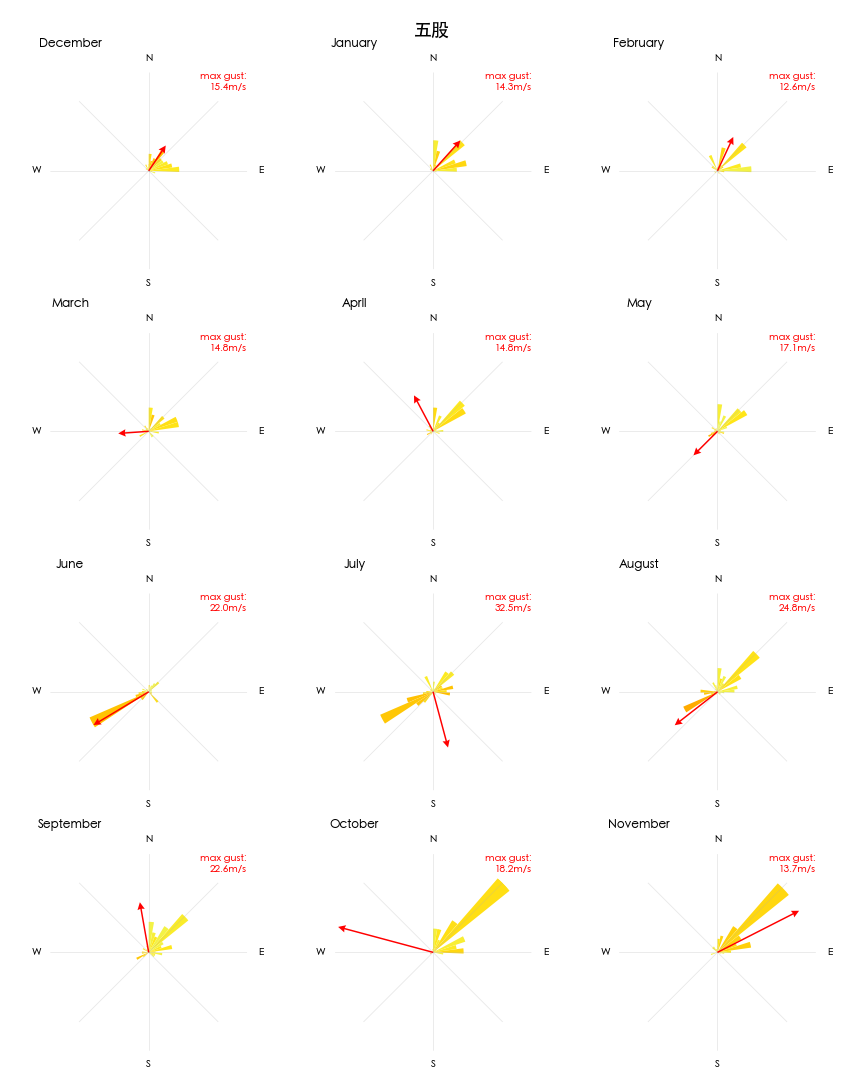 五股
December
N
max gust:
15.4m/s
W
E
S
January
N
max gust:
14.3m/s
W
E
S
February
N
max gust:
12.6m/s
W
E
S
March
N
max gust:
14.8m/s
W
E
S
April
N
max gust:
14.8m/s
W
E
S
May
N
max gust:
17.1m/s
W
E
S
June
N
max gust:
22.0m/s
W
E
S
July
N
max gust:
32.5m/s
W
E
S
August
N
max gust:
24.8m/s
W
E
S
September
N
max gust:
22.6m/s
W
E
S
October
N
max gust:
18.2m/s
W
E
S
November
N
max gust:
13.7m/s
W
E
S